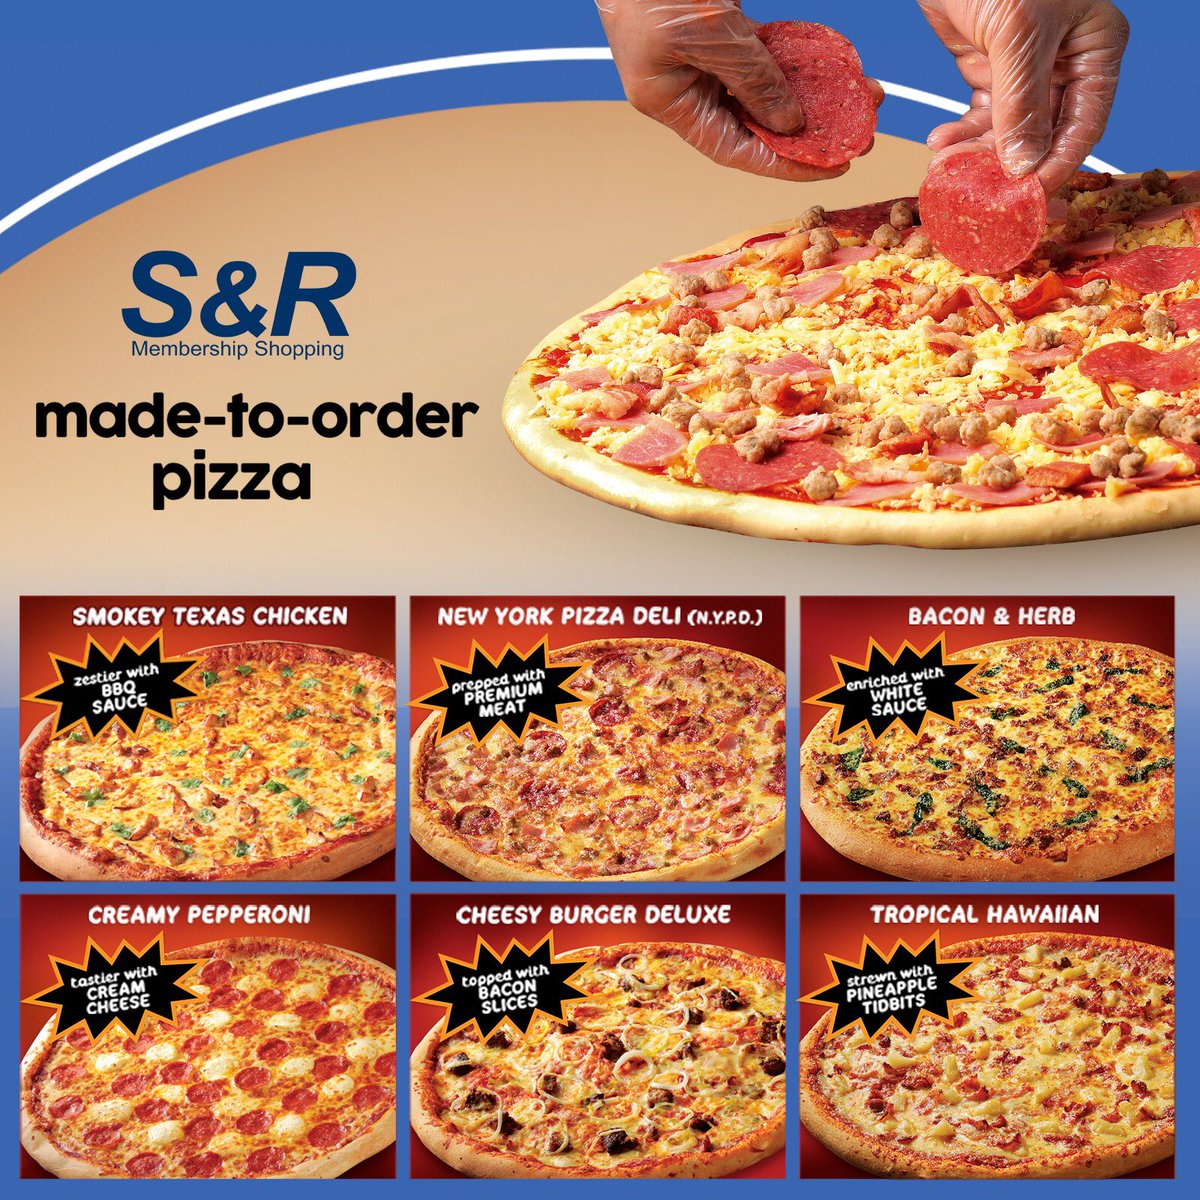 S&R
Membership Shopping
made-to-order
pizza
SMOKEY TEXAS CHICKEN
zestier with
BBQ
SAUCE
NEW YORK PIZZA DELI (N.Y.P.D.)
prepped with
PREMIUM
MEAT
BACON & HERB
enriched with
WHITE
SAUCE
CREAMY PEPPERONI
tastier with
CREAM
CHEESE
CHEESY BURGER DELUXE
topped with
BACON
SLICES
TROPICAL HAWAIIAN
strewn with
PINEAPPLE
TIDBITS